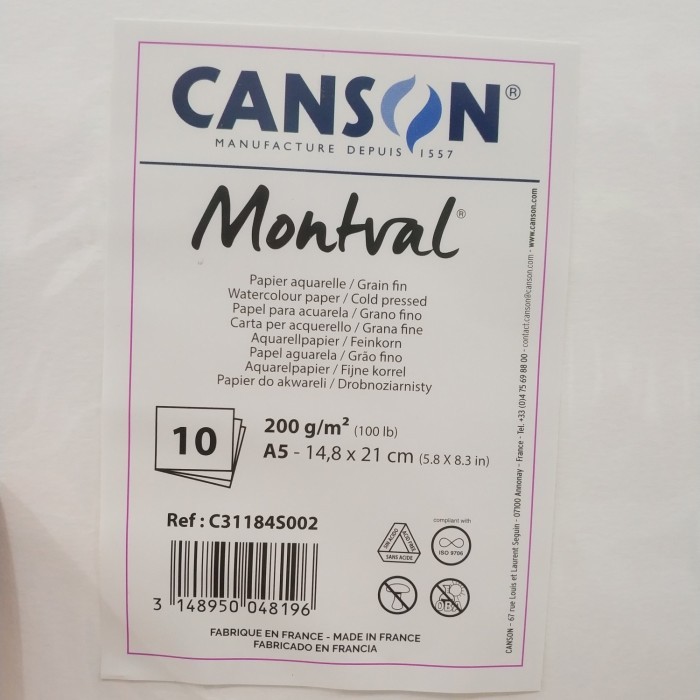 CANSON®
MANUFACTURE DEPUIS 1557
Montval®
Papier aquarelle / Grain fin
Watercolour paper / Cold pressed
Papel para acuarela / Grano fino
Carta per acquerello / Grana fine
Aquarellpapier / Feinkorn
Papel aguarela / Grão fino
Aquarelpapier / Fijne korrel
Papier do akwareli / Drobnoziarnisty
10
200 g/m² (100 lb)
A5 - 14,8 x 21 cm (5.8 X 8.3 in)
Ref : C31184S002
3 148950 048196
UN ACIDO
ACID FREE
SANS ACIDE
compliant with
ISO 9706
OBA
FABRIQUE EN FRANCE - MADE IN FRANCE
FABRICADO EN FRANCIA
CANSON - 67 rue Louis et Laurent Seguin - 07100 Annonay - France - Tel. +33 (0)4 75 69 88 00 - contact.canson@canson.com - www.canson.com